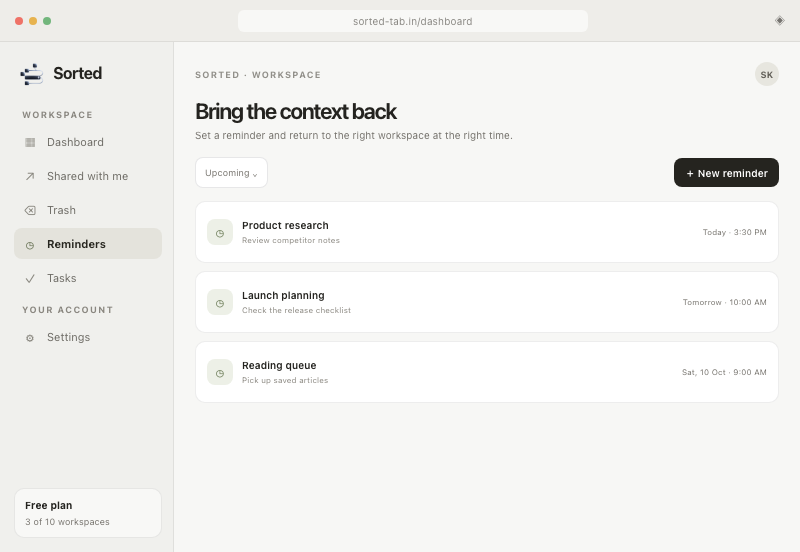 sorted-tab.in/dashboard
Sorted
WORKSPACE
Dashboard
Shared with me
Trash
Reminders
Tasks
YOUR ACCOUNT
Settings
Free plan
3 of 10 workspaces
SORTED · WORKSPACE
SK
Bring the context back
Set a reminder and return to the right workspace at the right time.
Upcoming
+ New reminder
Product research
Review competitor notes
Today · 3:30 PM
Launch planning
Check the release checklist
Tomorrow · 10:00 AM
Reading queue
Pick up saved articles
Sat, 10 Oct · 9:00 AM